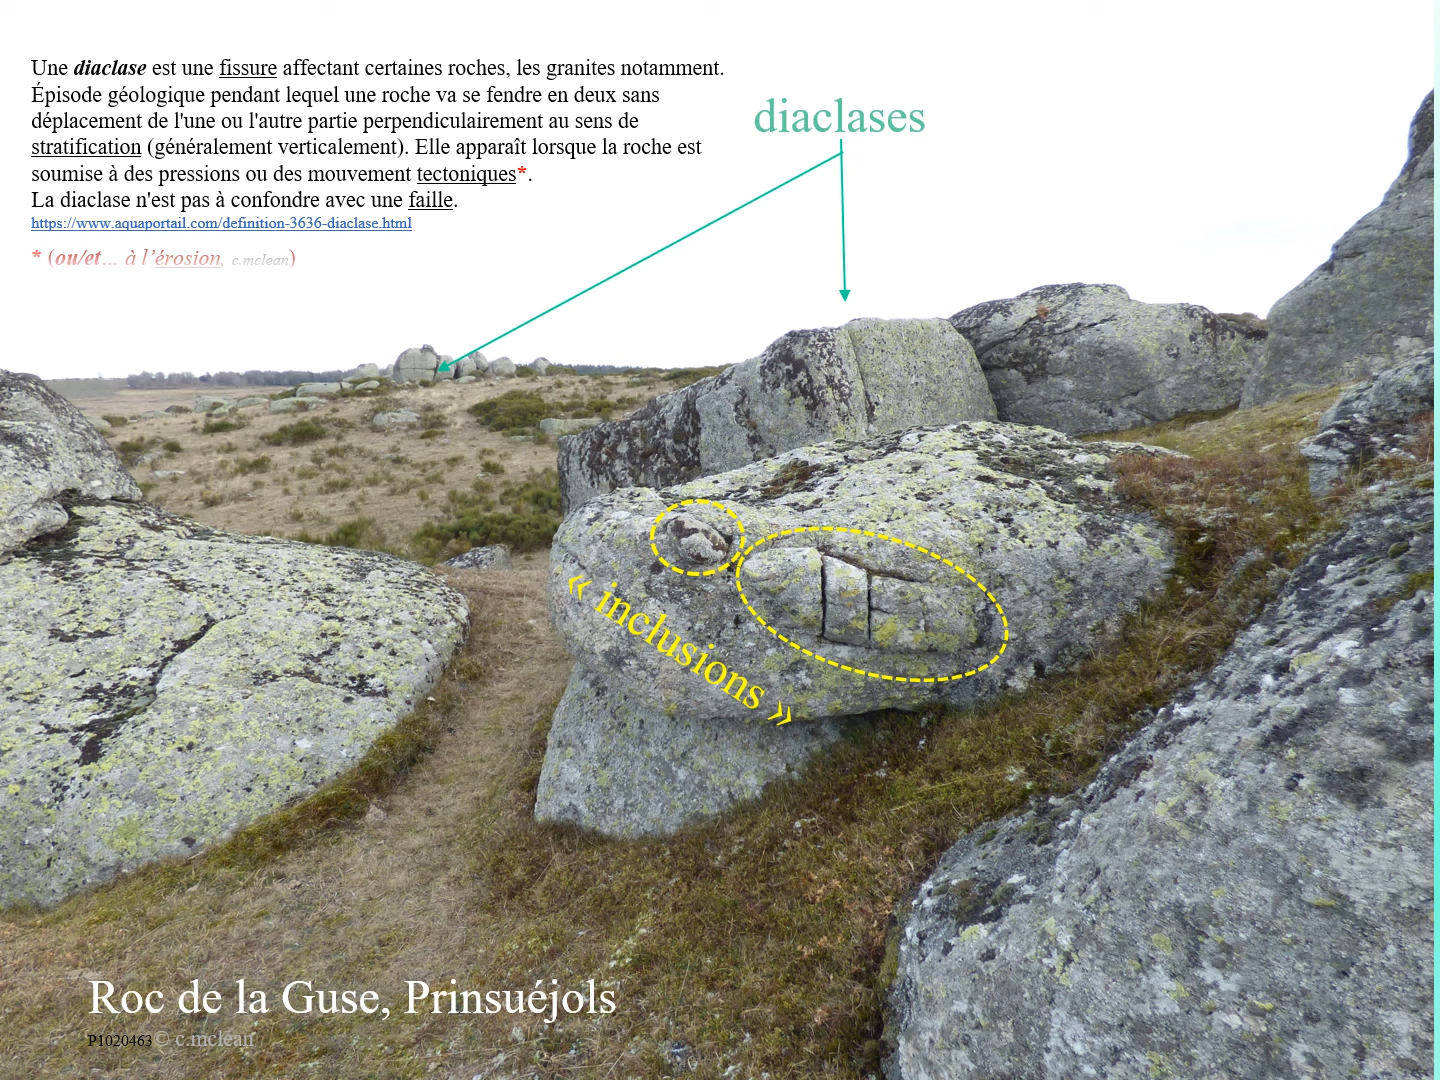 Une diaclase est une fissure affectant certaines roches, les granites notamment.
Épisode géologique pendant lequel une roche va se fendre en deux sans
déplacement de l'une ou l'autre partie perpendiculairement au sens de
stratification (généralement verticalement). Elle apparaît lorsque la roche est
soumise à des pressions ou des mouvement tectoniques*.
La diaclase n'est pas à confondre avec une faille.
https://www.aquaportail.com/definition-3636-diaclase.html
* (ou/et... à l'érosion, c.mclean)
diaclases
« inclusions »
Roc de la Guse, Prinsuéjols
P1020463 © c.mclean